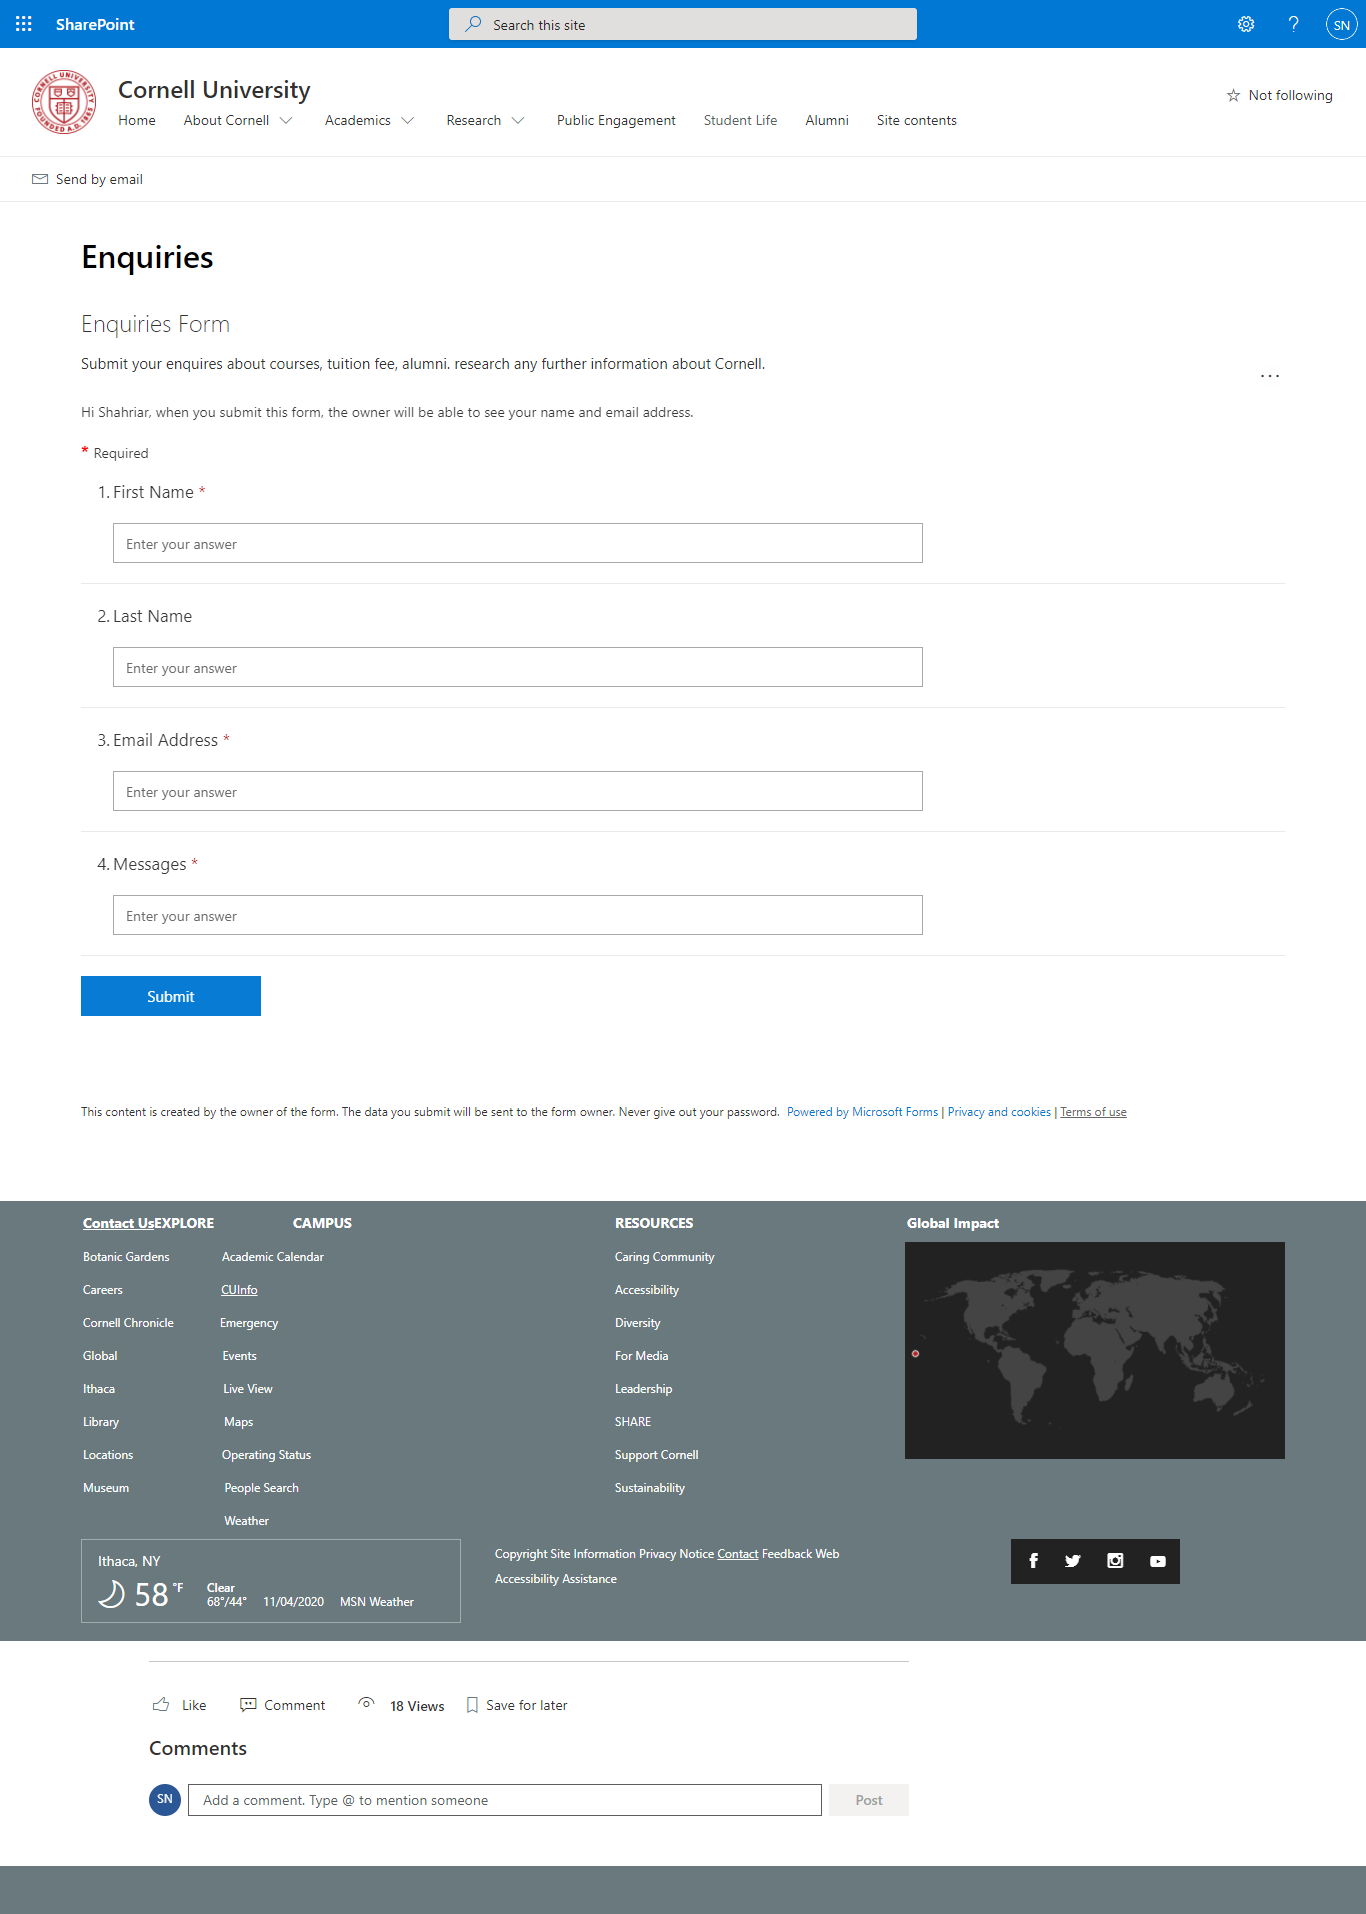 SharePoint
Search this site
?
SN
CORNELL UNIVERSITY
FOUNDED A.D. 1865
Cornell University
Not following
Home About Cornell Academics Research Public Engagement Student Life Alumni Site contents
Send by email
Enquiries
Enquiries Form
Submit your enquires about courses, tuition fee, alumni. research any further information about Cornell.
...
Hi Shahriar, when you submit this form, the owner will be able to see your name and email address.
* Required
1. First Name *
Enter your answer
2. Last Name
Enter your answer
3. Email Address *
Enter your answer
4. Messages *
Enter your answer
Submit
This content is created by the owner of the form. The data you submit will be sent to the form owner. Never give out your password. Powered by Microsoft Forms | Privacy and cookies | Terms of use
Contact UsEXPLORE CAMPUS RESOURCES Global Impact
Botanic Gardens Academic Calendar Caring Community
Careers CUInfo Accessibility
Cornell Chronicle Emergency Diversity
Global Events For Media
Ithaca Live View Leadership
Library Maps SHARE
Locations Operating Status Support Cornell
Museum People Search Sustainability
Weather
Ithaca, NY
58 °F
Clear
68°/44° 11/04/2020 MSN Weather
Copyright Site Information Privacy Notice Contact Feedback Web
Accessibility Assistance
Like Comment 18 Views Save for later
Comments
SN
Add a comment. Type @ to mention someone
Post